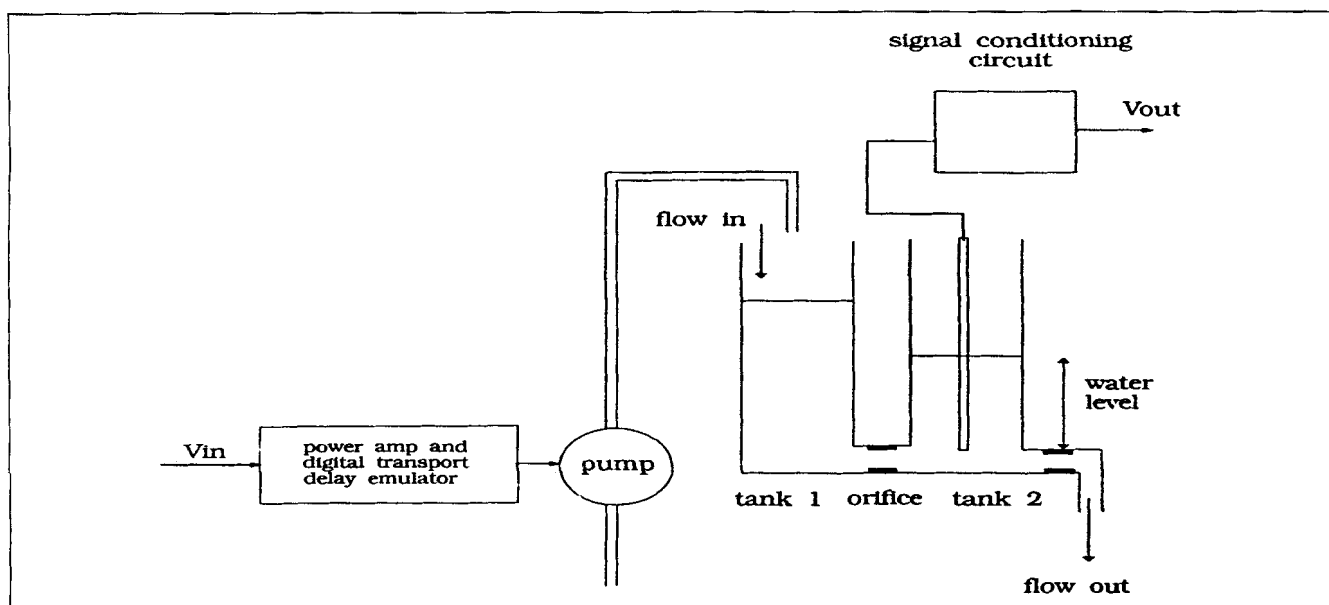 signal conditioning
circuit
Vout
flow in
water
level
Vin
power amp and
digital transport
delay emulator
pump
tank 1 orifice tank 2
flow out